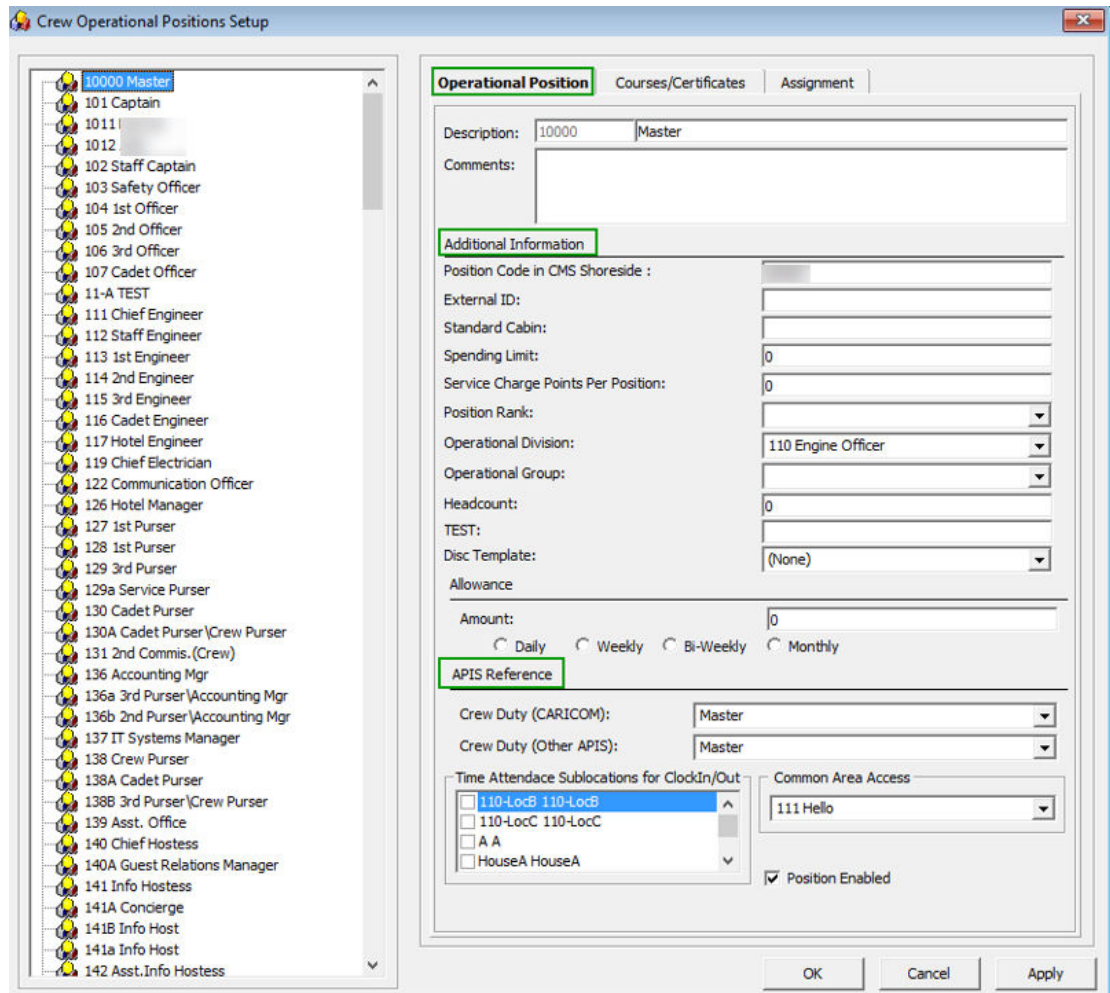 Crew Operational Positions Setup
10000 Master
101 Captain
1011
1012
102 Staff Captain
103 Safety Officer
104 1st Officer
105 2nd Officer
106 3rd Officer
107 Cadet Officer
11-A TEST
111 Chief Engineer
112 Staff Engineer
113 1st Engineer
114 2nd Engineer
115 3rd Engineer
116 Cadet Engineer
117 Hotel Engineer
119 Chief Electrician
122 Communication Officer
126 Hotel Manager
127 1st Purser
128 1st Purser
129 3rd Purser
129a Service Purser
130 Cadet Purser
130A Cadet Purser\Crew Purser
131 2nd Commis.(Crew)
136 Accounting Mgr
136a 3rd Purser\Accounting Mgr
136b 2nd Purser\Accounting Mgr
137 IT Systems Manager
138 Crew Purser
138A Cadet Purser
138B 3rd Purser\Crew Purser
139 Asst. Office
140 Chief Hostess
140A Guest Relations Manager
141 Info Hostess
141A Concierge
141B Info Host
141a Info Host
142 Asst.Info Hostess
Operational Position Courses/Certificates Assignment
Description: 10000 Master
Comments:
Additional Information
Position Code in CMS Shoreside :
External ID:
Standard Cabin:
Spending Limit: 0
Service Charge Points Per Position: 0
Position Rank:
Operational Division: 110 Engine Officer
Operational Group:
Headcount: 0
TEST:
Disc Template: (None)
Allowance
Amount: 0
Daily Weekly Bi-Weekly Monthly
APIS Reference
Crew Duty (CARICOM): Master
Crew Duty (Other APIS): Master
Time Attendace Sublocations for ClockIn/Out
110-LocB 110-LocB
110-LocC 110-LocC
A A
HouseA HouseA
Common Area Access
111 Hello
Position Enabled
OK Cancel Apply